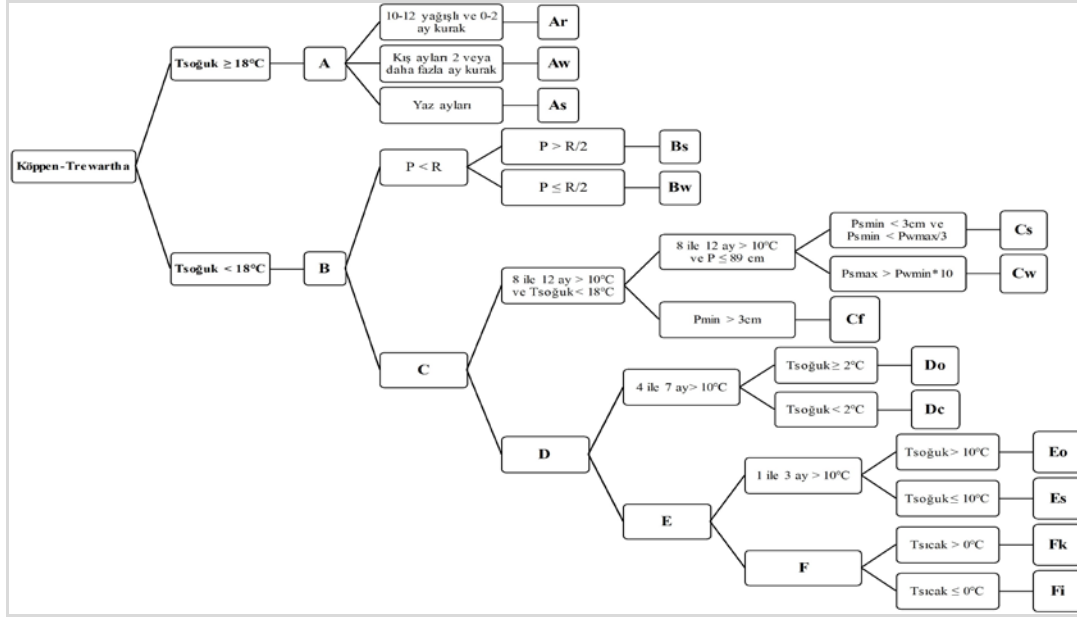 Köppen-Trewartha
Tsoğuk ≥ 18°C
A
10-12 yağışlı ve 0-2
ay kurak
Ar
Kış ayları 2 veya
daha fazla ay kurak
Aw
Yaz ayları
As
Tsoğuk < 18°C
B
P < R
P > R/2
Bs
P ≤ R/2
Bw
C
8 ile 12 ay > 10°C
ve Tsoğuk < 18°C
8 ile 12 ay > 10°C
ve P ≤ 89 cm
Psmin < 3cm ve
Psmin < Pwmax/3
Cs
Psmax > Pwmin*10
Cw
Pmin > 3cm
Cf
D
4 ile 7 ay> 10°C
Tsoğuk ≥ 2°C
Do
Tsoğuk < 2°C
Dc
E
1 ile 3 ay > 10°C
Tsoğuk > 10°C
Eo
Tsoğuk ≤ 10°C
Es
F
Tsıcak > 0°C
Fk
Tsıcak ≤ 0°C
Fi